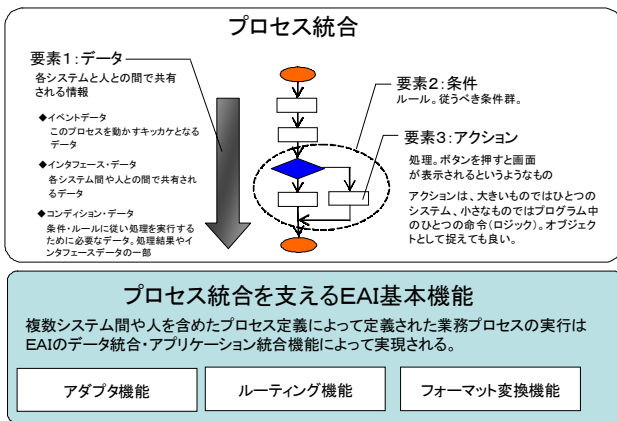 プロセス統合
要素1:データ
各システムと人との間で共有
される情報
◆イベントデータ
このプロセスを動かすキッカケとなる
データ
◆インタフェース・データ
各システム間や人との間で共有され
るデータ
◆コンディション・データ
条件・ルールに従い処理を実行する
ために必要なデータ。処理結果やイ
ンタフェースデータの一部
要素2:条件
ルール。従うべき条件群。
要素3:アクション
処理。ボタンを押すと画面
が表示されるというようなもの
アクションは、大きいものではひとつの
システム、小さなものではプログラム中
のひとつの命令(ロジック)。オブジェク
トとして捉えても良い。
プロセス統合を支えるEAI基本機能
複数システム間や人を含めたプロセス定義によって定義された業務プロセスの実行は
EAIのデータ統合・アプリケーション統合機能によって実現される。
アダプタ機能
ルーティング機能
フォーマット変換機能